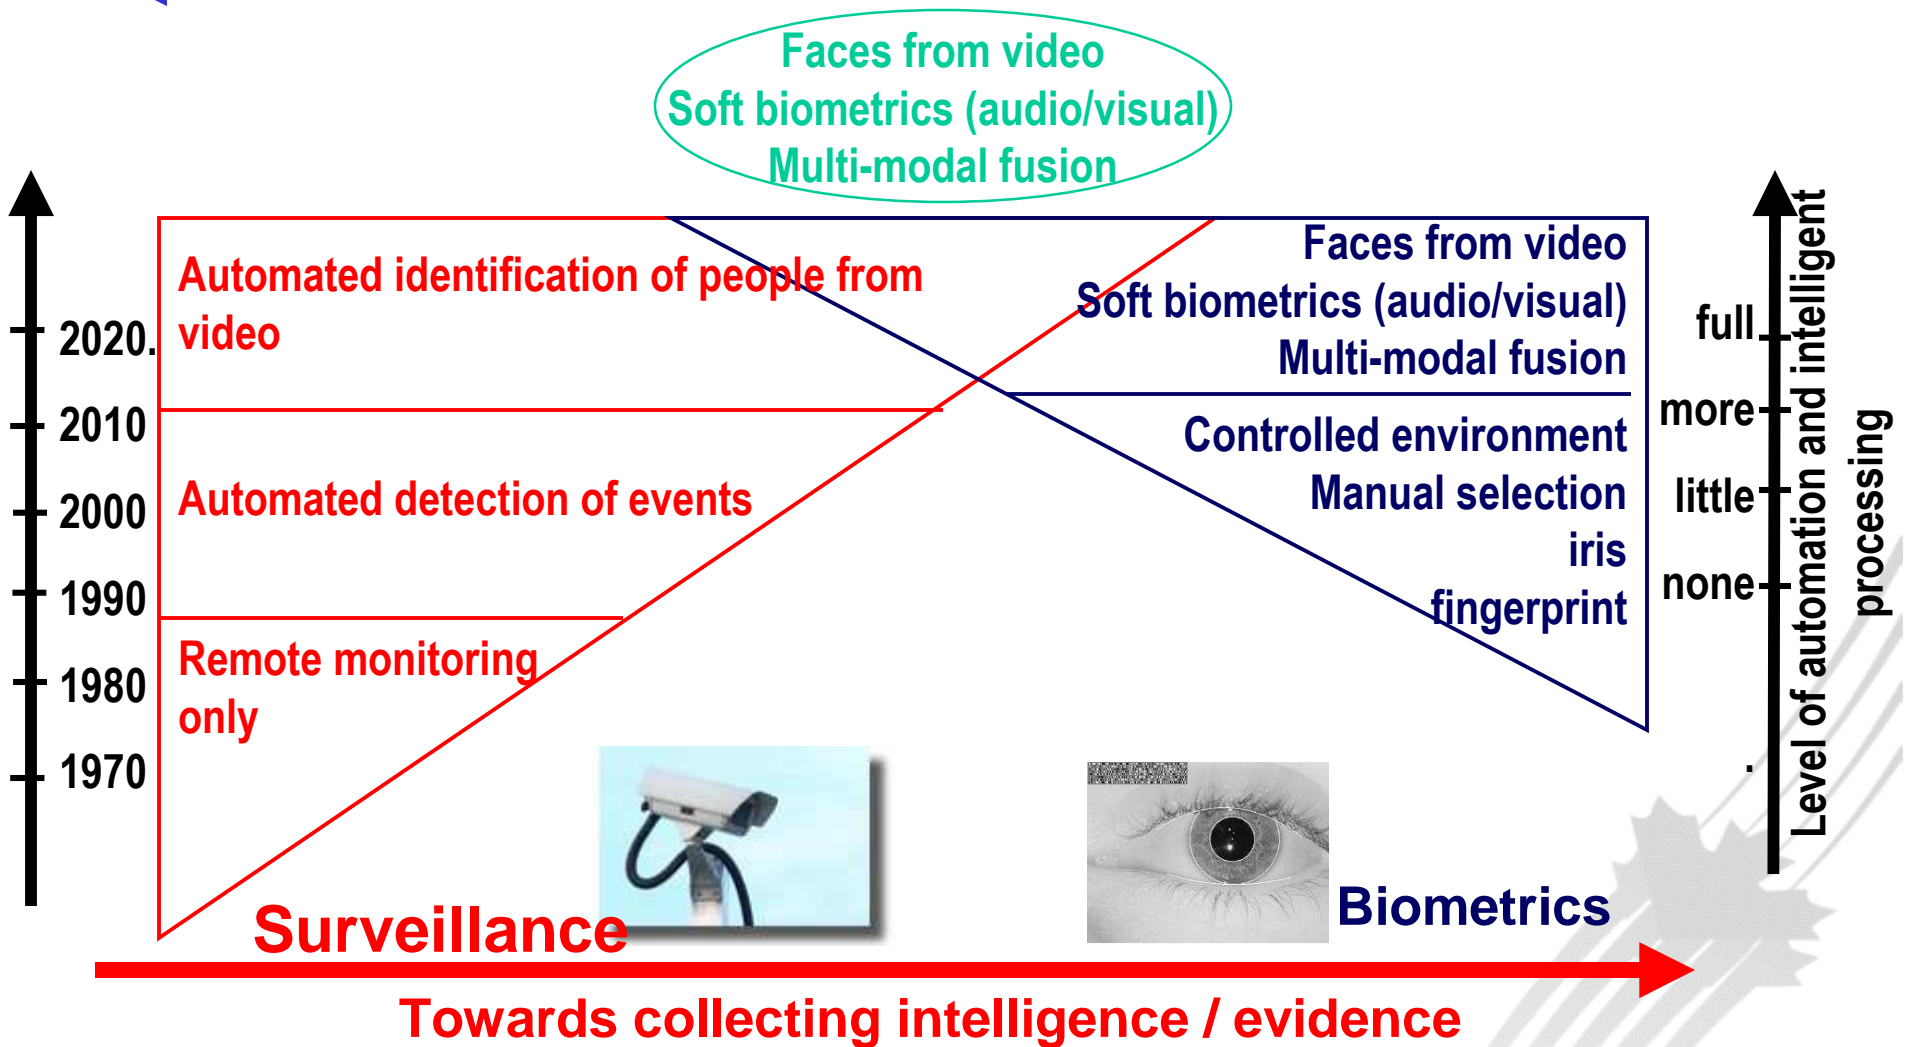 Faces from video
Soft biometrics (audio/visual)
Multi-modal fusion
2020.
2010
2000
1990
1980
1970
Automated identification of people from
video
Automated detection of events
Remote monitoring
only
Faces from video
Soft biometrics (audio/visual)
Multi-modal fusion
Controlled environment
Manual selection
iris
fingerprint
full
more
little
none
.
Level of automation and intelligent
processing
Surveillance
Biometrics
Towards collecting intelligence / evidence